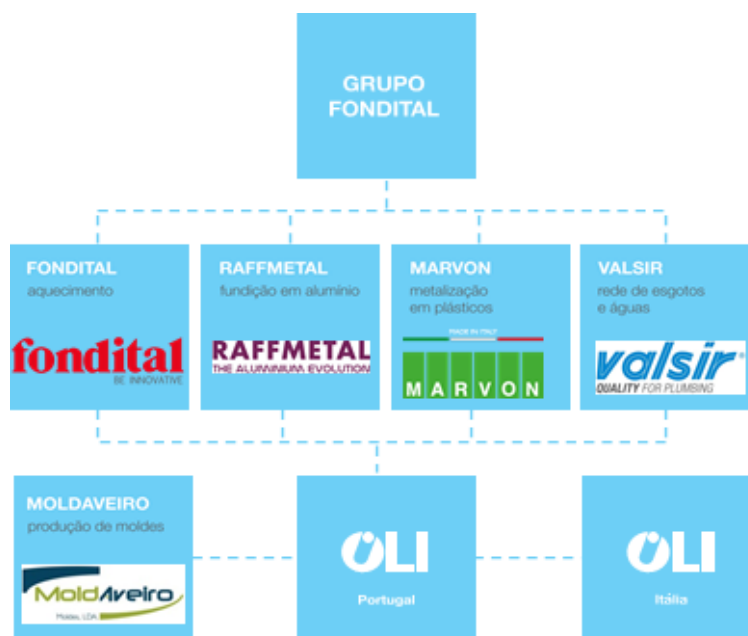 GRUPO
FONDITAL
FONDITAL
aquecimento
fondital
BE INNOVATIVE
RAFFMETAL
fundição em alumínio
RAFFMETAL
THE ALUMINIUM EVOLUTION
MARVON
metalização
em plásticos
MADE IN ITALY
MARVON
VALSIR
rede de esgotos
e águas
valsir®
QUALITY FOR PLUMBING
MOLDAVEIRO
produção de moldes
MoldAveiro
Moldes, LDA.
OLI
Portugal
OLI
Itália